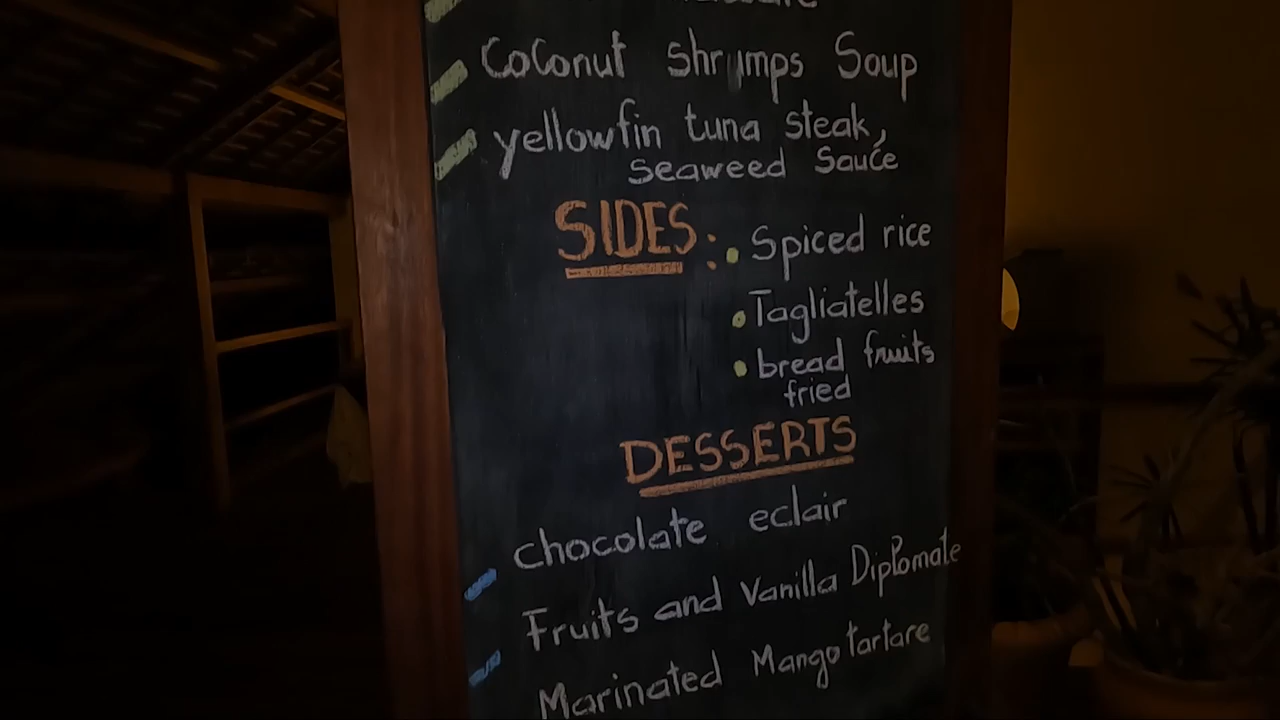 Coconut shrimps Soup
yellowfin tuna steak,
Seaweed Sauce
SIDES: • Spiced rice
• Tagliatelles
• bread fruits
fried
DESSERTS
chocolate eclair
Fruits and Vanilla Diplomate
Marinated Mango tartare